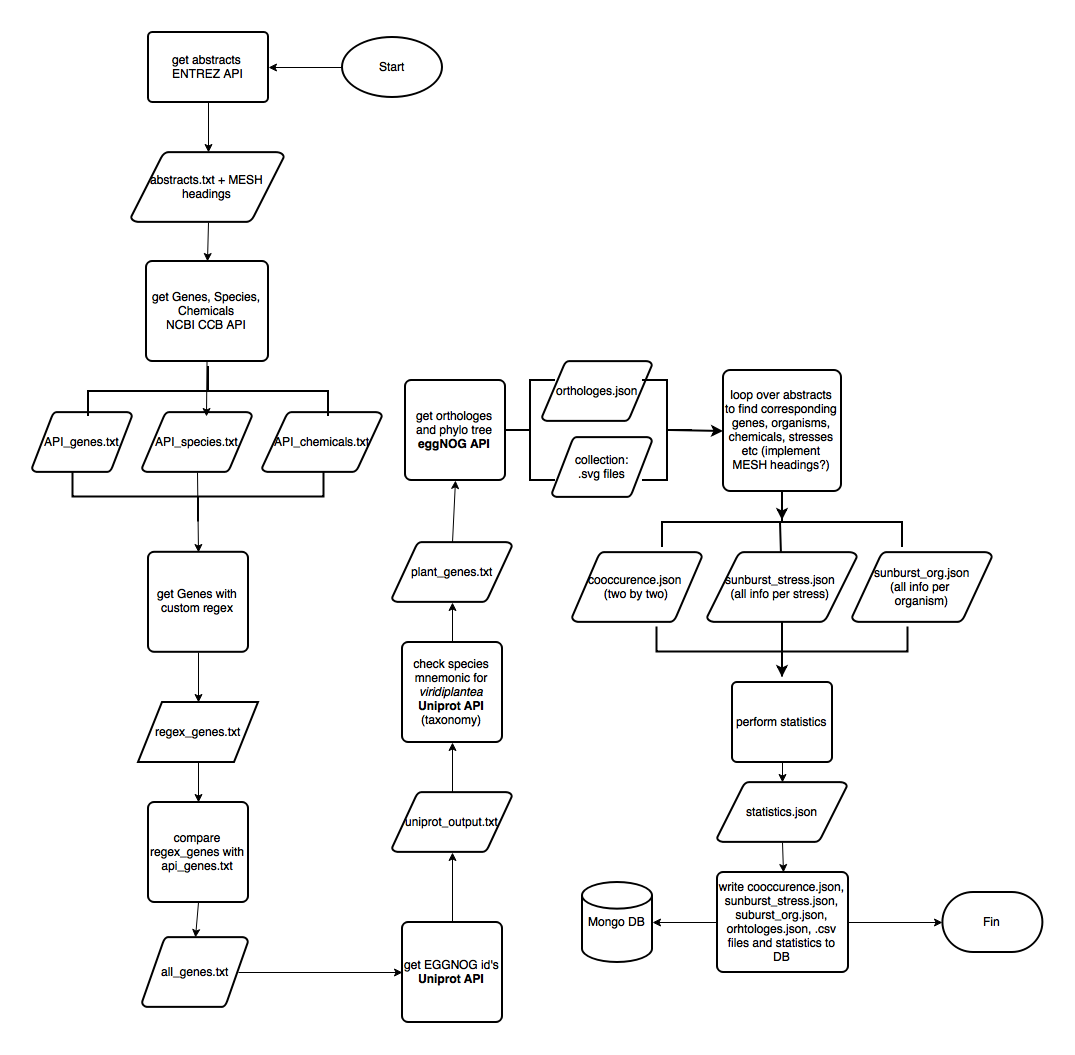 Start
get abstracts
ENTREZ API
abstracts.txt + MESH
headings
get Genes, Species,
Chemicals
NCBI CCB API
API_genes.txt
API_species.txt
API_chemicals.txt
get Genes with
custom regex
regex_genes.txt
compare
regex_genes with
api_genes.txt
all_genes.txt
get EGGNOG id's
Uniprot API
uniprot_output.txt
check species
mnemonic for
viridiplantea
Uniprot API
(taxonomy)
plant_genes.txt
get orthologes
and phylo tree
eggNOG API
orthologes.json
collection:
.svg files
loop over abstracts
to find corresponding
genes, organisms,
chemicals, stresses
etc (implement
MESH headings?)
cooccurence.json
(two by two)
sunburst_stress.json
(all info per stress)
sunburst_org.json
(all info per
organism)
perform statistics
statistics.json
write cooccurence.json,
sunburst_stress.json,
suburst_org.json,
orhtologes.json, .csv
files and statistics to
DB
Mongo DB
Fin